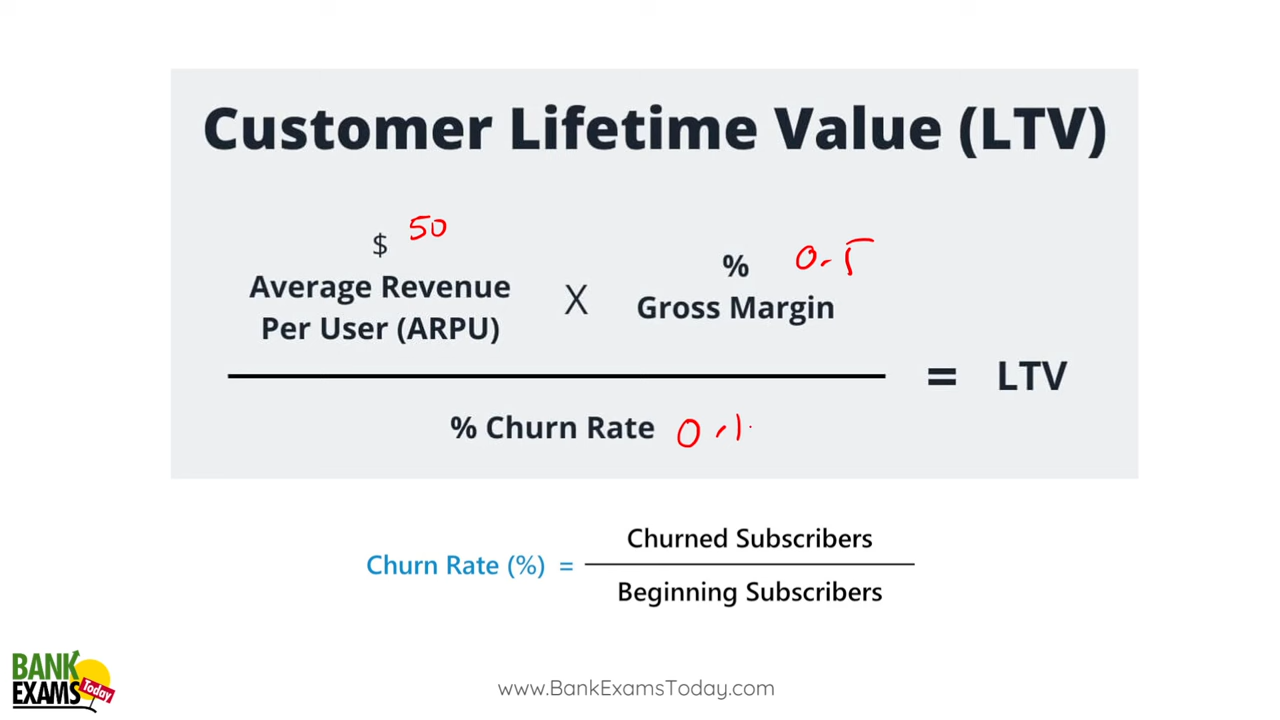 Customer Lifetime Value (LTV)
$ 50
% 0.5
Average Revenue
Per User (ARPU)
X
Gross Margin
= LTV
% Churn Rate 0.1
Churn Rate (%) =
Churned Subscribers
Beginning Subscribers
BANK
EXAMS
Today
www.BankExamsToday.com